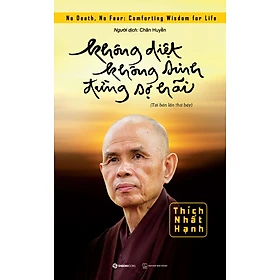 No Death, No Fear: Comforting Wisdom for Life
Người dịch: Chân Huyền
không diệt
không sinh
đừng sợ hãi
(Tái bản lần thứ bảy)
Thích
Nhất
Hạnh